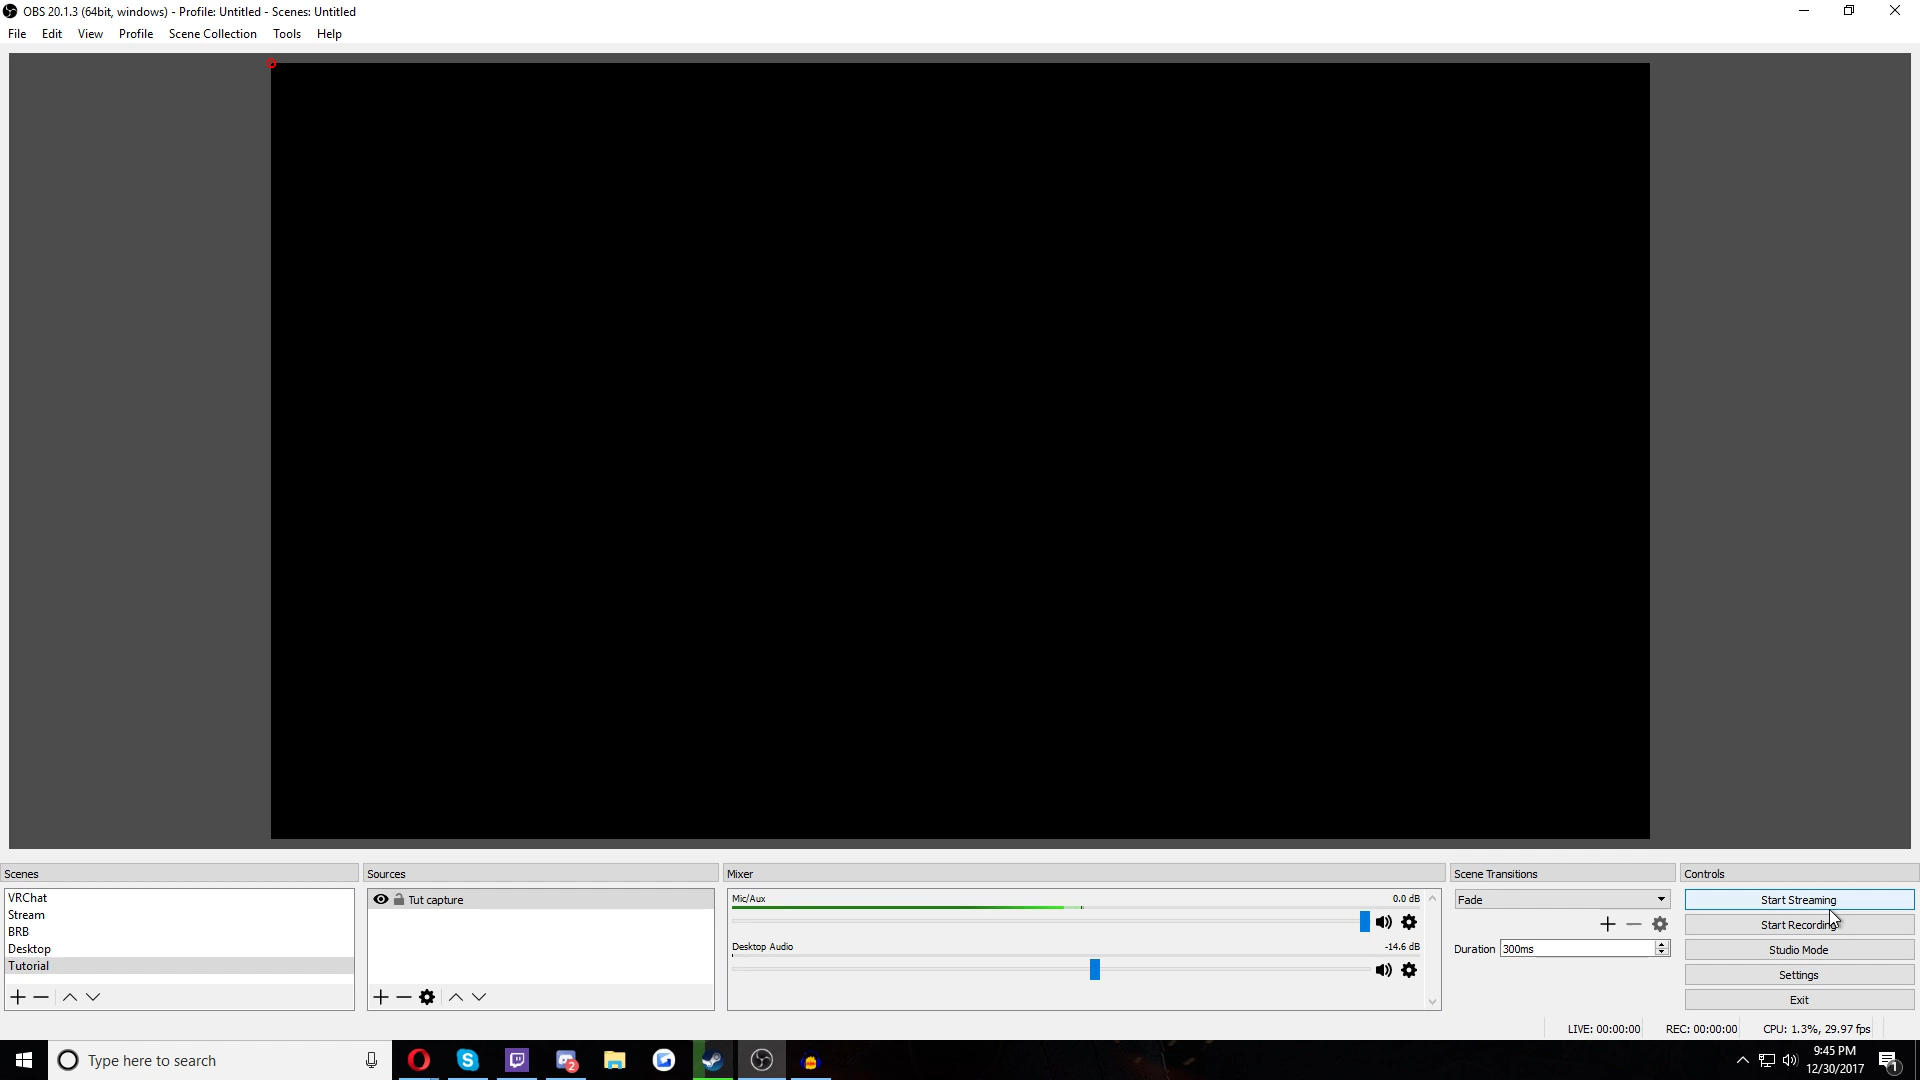 OBS 20.1.3 (64bit, windows) - Profile: Untitled - Scenes: Untitled
File Edit View Profile Scene Collection Tools Help
Scenes
VRChat
Stream
BRB
Desktop
Tutorial
Sources
Tut capture
Mixer
Mic/Aux 0.0 dB
Desktop Audio -14.6 dB
Scene Transitions
Fade
Duration 300ms
Controls
Start Streaming
Start Recording
Studio Mode
Settings
Exit
LIVE: 00:00:00 REC: 00:00:00 CPU: 1.3%, 29.97 fps
Type here to search
2
9:45 PM
12/30/2017
1